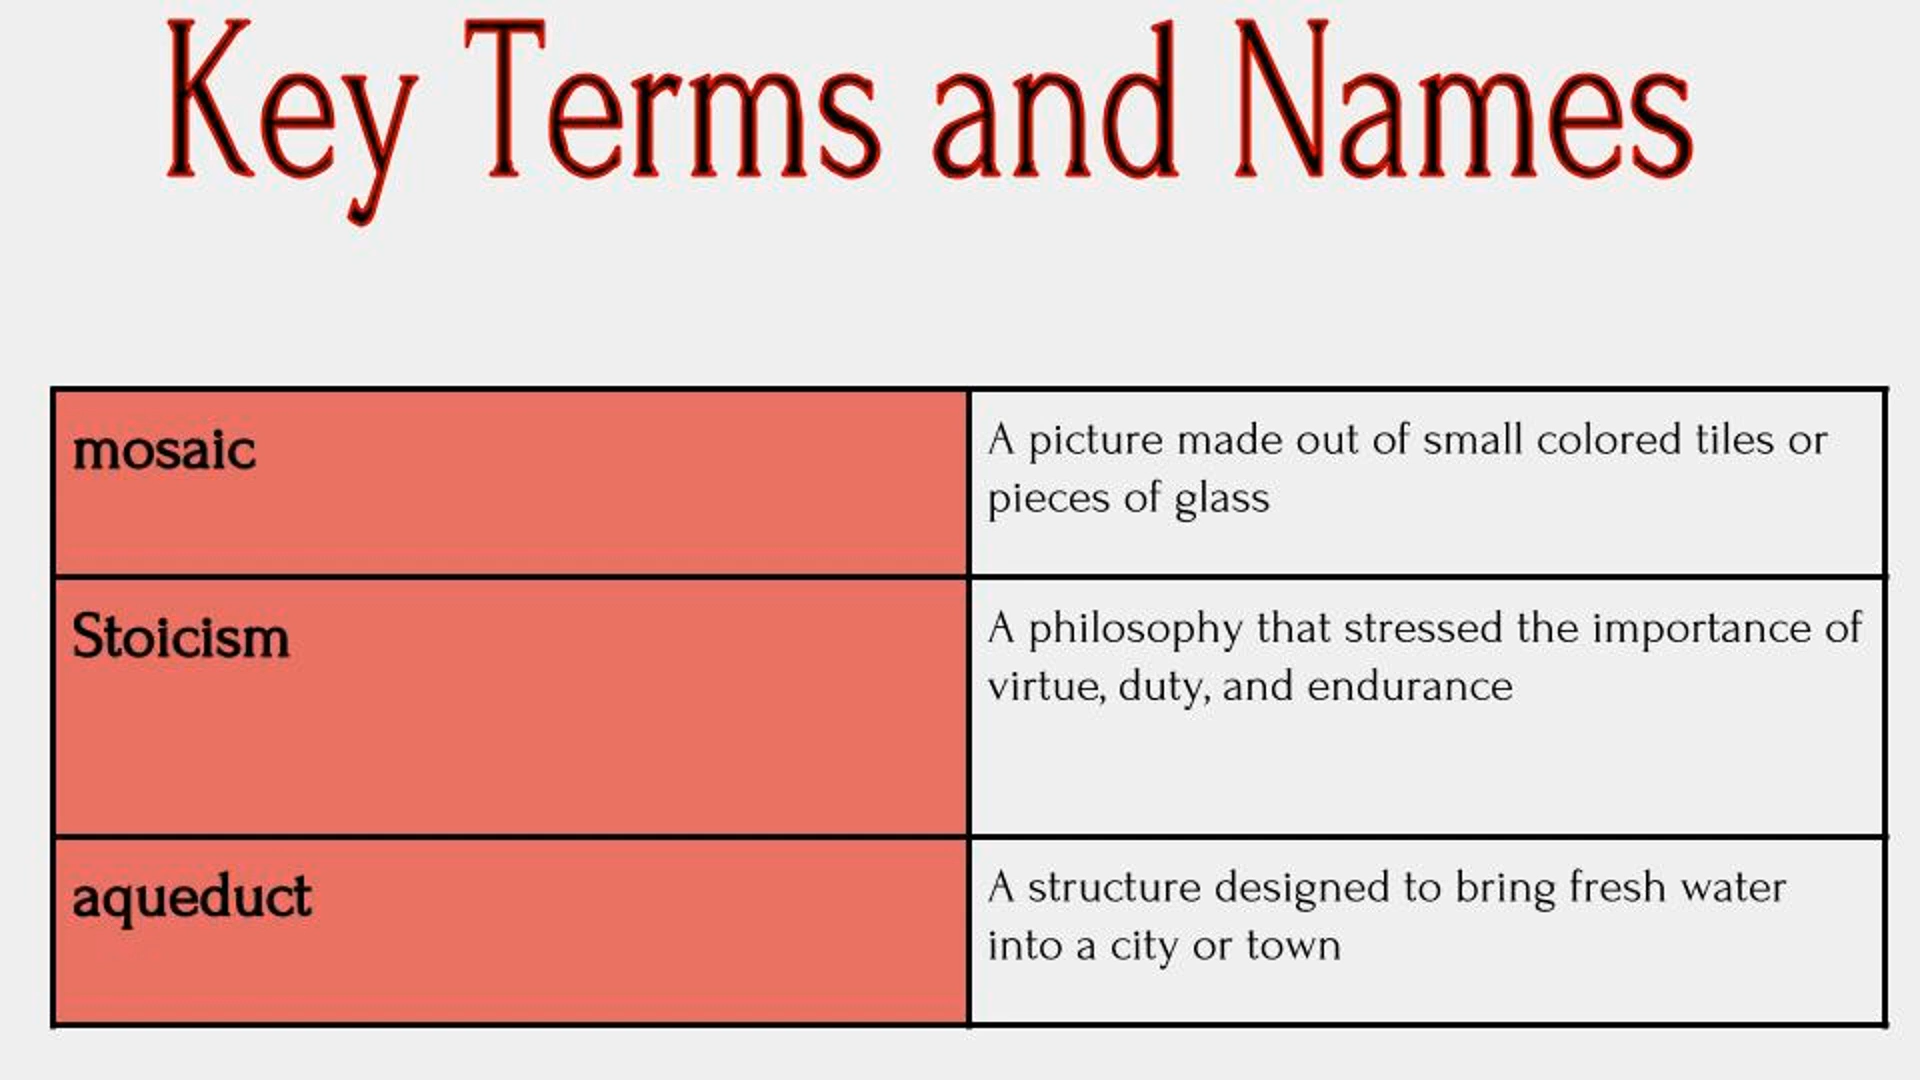 Key Terms and Names
mosaic
A picture made out of small colored tiles or
pieces of glass
Stoicism
A philosophy that stressed the importance of
virtue, duty, and endurance
aqueduct
A structure designed to bring fresh water
into a city or town